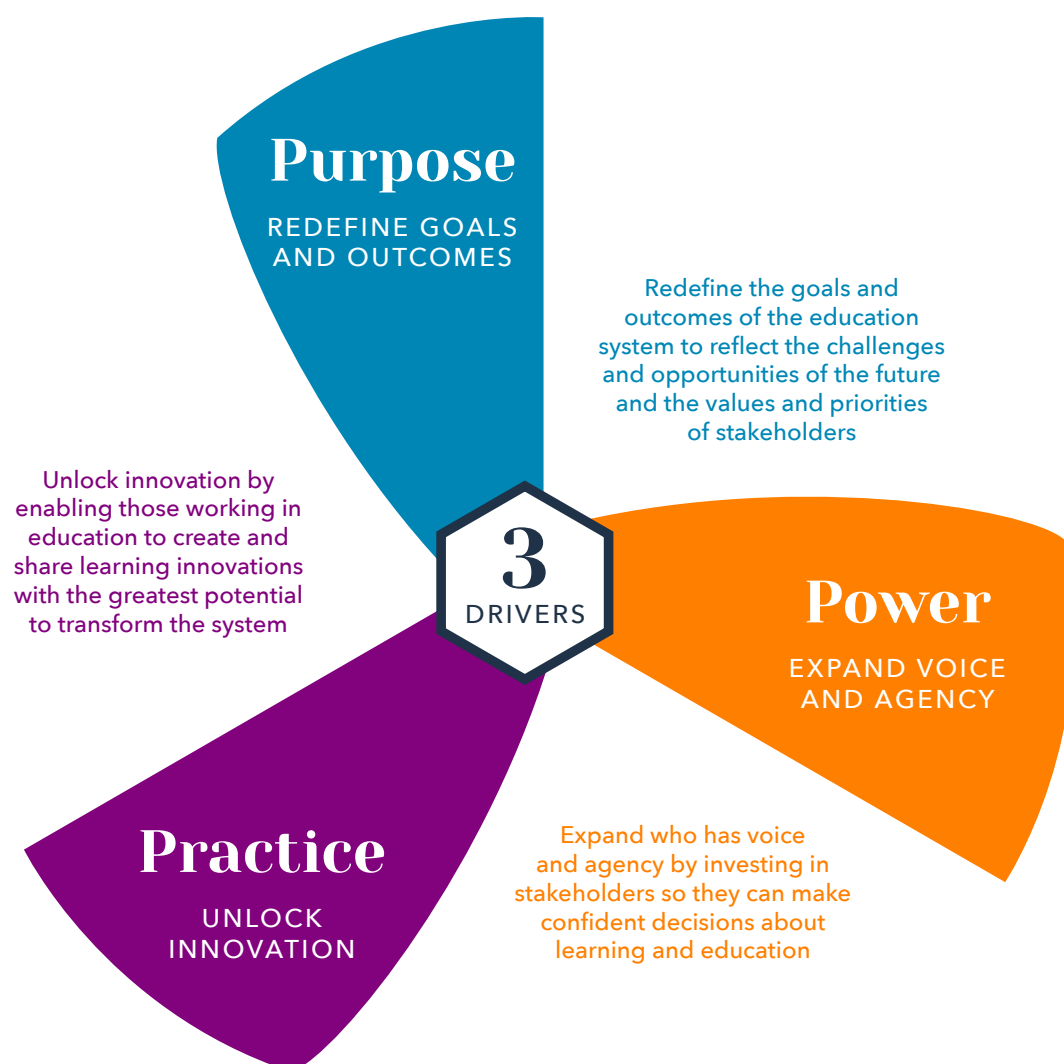 Purpose
REDEFINE GOALS
AND OUTCOMES
Redefine the goals and
outcomes of the education
system to reflect the challenges
and opportunities of the future
and the values and priorities
of stakeholders
3
DRIVERS
Power
EXPAND VOICE
AND AGENCY
Expand who has voice
and agency by investing in
stakeholders so they can make
confident decisions about
learning and education
Practice
UNLOCK
INNOVATION
Unlock innovation by
enabling those working in
education to create and
share learning innovations
with the greatest potential
to transform the system